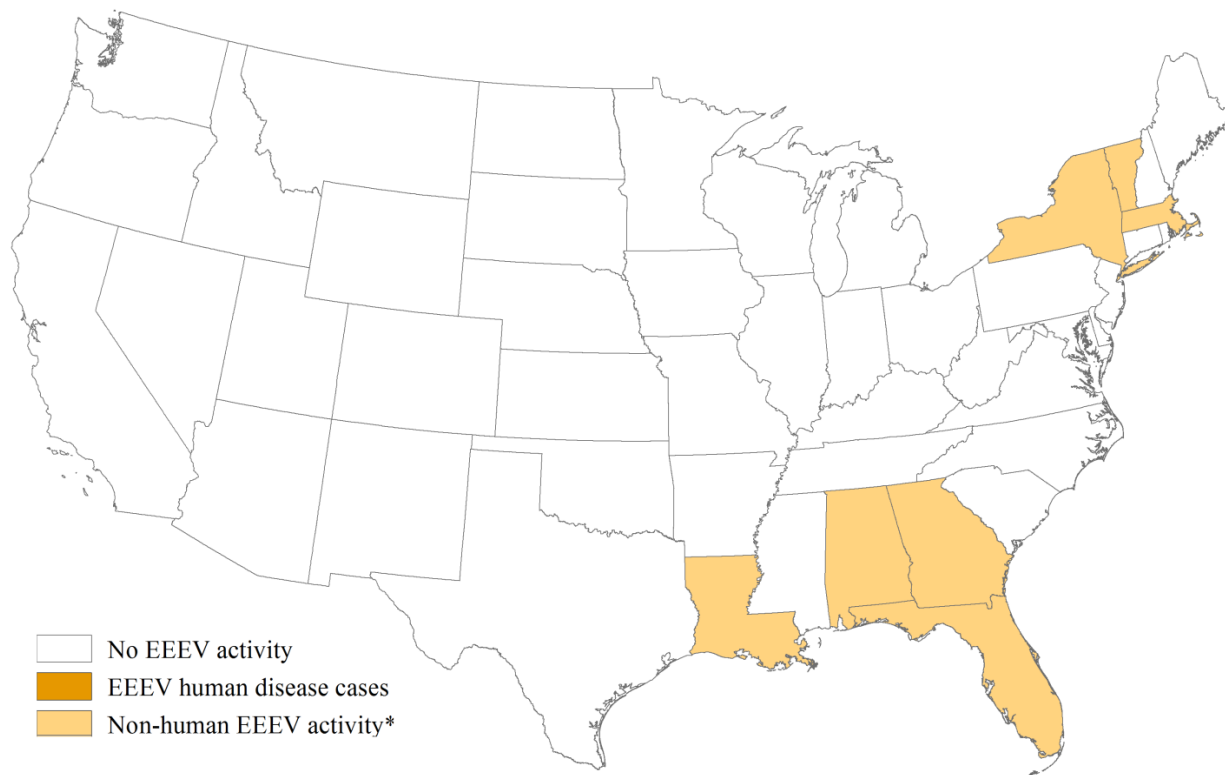 No EEEV activity
EEEV human disease cases
Non-human EEEV activity*